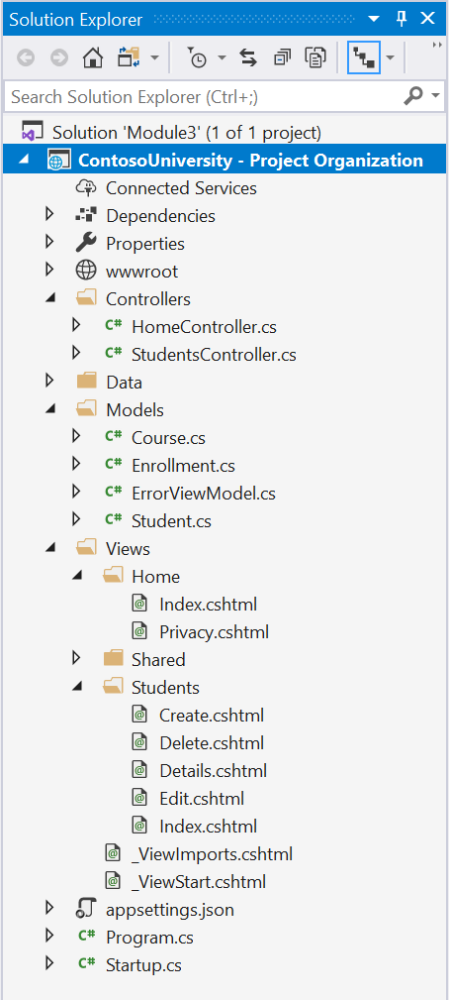 Solution Explorer
Search Solution Explorer (Ctrl+;)
Solution 'Module3' (1 of 1 project)
ContosoUniversity - Project Organization
Connected Services
Dependencies
Properties
wwwroot
Controllers
C# HomeController.cs
C# StudentsController.cs
Data
Models
C# Course.cs
C# Enrollment.cs
C# ErrorViewModel.cs
C# Student.cs
Views
Home
@ Index.cshtml
@ Privacy.cshtml
Shared
Students
@ Create.cshtml
@ Delete.cshtml
@ Details.cshtml
@ Edit.cshtml
@ Index.cshtml
@ _ViewImports.cshtml
@ _ViewStart.cshtml
appsettings.json
C# Program.cs
C# Startup.cs